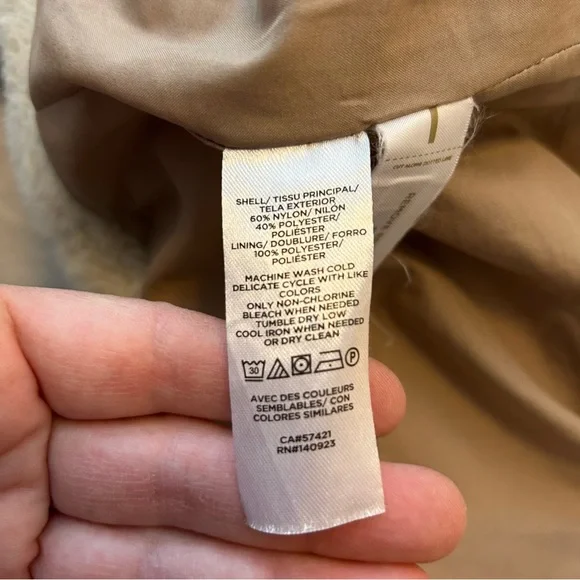 SHELL/ TISSU PRINCIPAL/
TELA EXTERIOR
60% NYLON/ NILÓN
40% POLYESTER/
POLIÉSTER
LINING/ DOUBLURE/ FORRO
100% POLYESTER/
POLIÉSTER
MACHINE WASH COLD
DELICATE CYCLE WITH LIKE
COLORS
ONLY NON-CHLORINE
BLEACH WHEN NEEDED
TUMBLE DRY LOW
COOL IRON WHEN NEEDED
OR DRY CLEAN
30 P
AVEC DES COULEURS
SEMBLABLES/ CON
COLORES SIMILARES
CA#57421
RN#140923
REMOVE